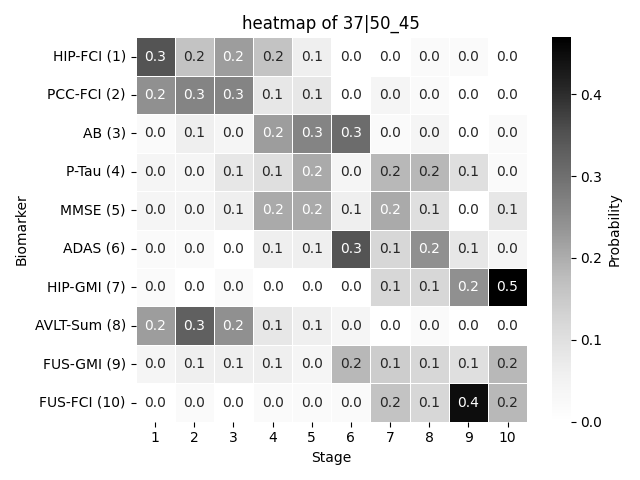 heatmap of 37|50_45
HIP-FCI (1) 0.3 0.2 0.2 0.2 0.1 0.0 0.0 0.0 0.0 0.0
PCC-FCI (2) 0.2 0.3 0.3 0.1 0.1 0.0 0.0 0.0 0.0 0.0
AB (3) 0.0 0.1 0.0 0.2 0.3 0.3 0.0 0.0 0.0 0.0
P-Tau (4) 0.0 0.0 0.1 0.1 0.2 0.0 0.2 0.2 0.1 0.0
MMSE (5) 0.0 0.0 0.1 0.2 0.2 0.1 0.2 0.1 0.0 0.1
ADAS (6) 0.0 0.0 0.0 0.1 0.1 0.3 0.1 0.2 0.1 0.0
HIP-GMI (7) 0.0 0.0 0.0 0.0 0.0 0.0 0.1 0.1 0.2 0.5
AVLT-Sum (8) 0.2 0.3 0.2 0.1 0.1 0.0 0.0 0.0 0.0 0.0
FUS-GMI (9) 0.0 0.1 0.1 0.1 0.0 0.2 0.1 0.1 0.1 0.2
FUS-FCI (10) 0.0 0.0 0.0 0.0 0.0 0.0 0.2 0.1 0.4 0.2
1 2 3 4 5 6 7 8 9 10
Stage
Biomarker
0.4
0.3
0.2
0.1
0.0
Probability